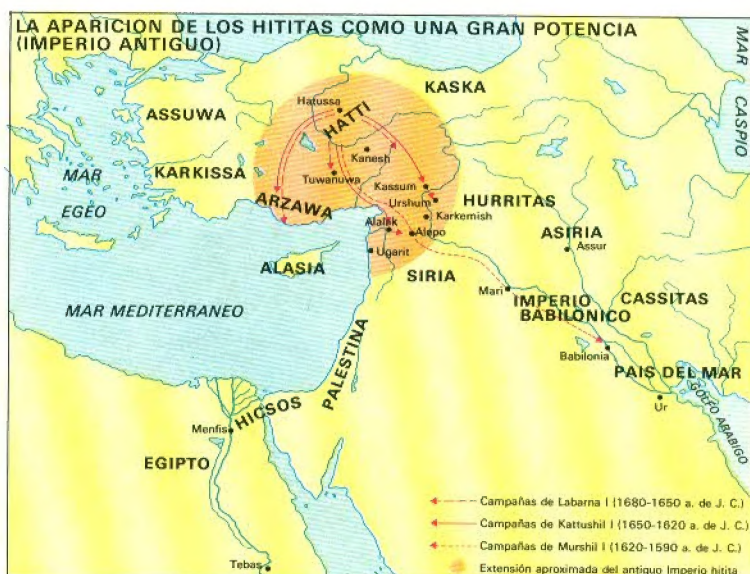 LA APARICION DE LOS HITITAS COMO UNA GRAN POTENCIA
(IMPERIO ANTIGUO)
MAR CASPIO
KASKA
Hatussa
HATTI
ASSUWA
Kanesh
KARKISSA
Tuwanuwa
MAR
EGEO
ARZAWA
Kassum
Urshum
HURRITAS
Karkemish
Alalak
Alepo
ASIRIA
Assur
Ugarit
ALASIA
SIRIA
MAR MEDITERRANEO
Mari
IMPERIO
BABILONICO
CASSITAS
PALESTINA
Babilonia
PAIS DEL MAR
GOLFO ARABIGO
Ur
HICSOS
Menfis
EGIPTO
Tebas
Campañas de Labarna I (1680-1650 a. de J. C.)
Campañas de Kattushil I (1650-1620 a. de J. C.)
Campañas de Murshil I (1620-1590 a. de J. C.)
Extensión aproximada del antiguo Imperio hitita